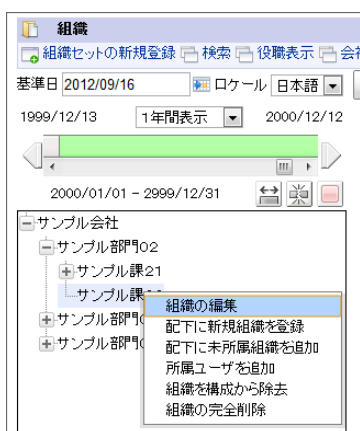 組織
組織セットの新規登録 検索 役職表示 会
基準日 2012/09/16 ロケール 日本語
1999/12/13 1年間表示 2000/12/12
2000/01/01 - 2999/12/31
サンプル会社
サンプル部門02
サンプル課21
サンプル課
サンプル部門
サンプル部門
組織の編集
配下に新規組織を登録
配下に未所属組織を追加
所属ユーザを追加
組織を構成から除去
組織の完全削除